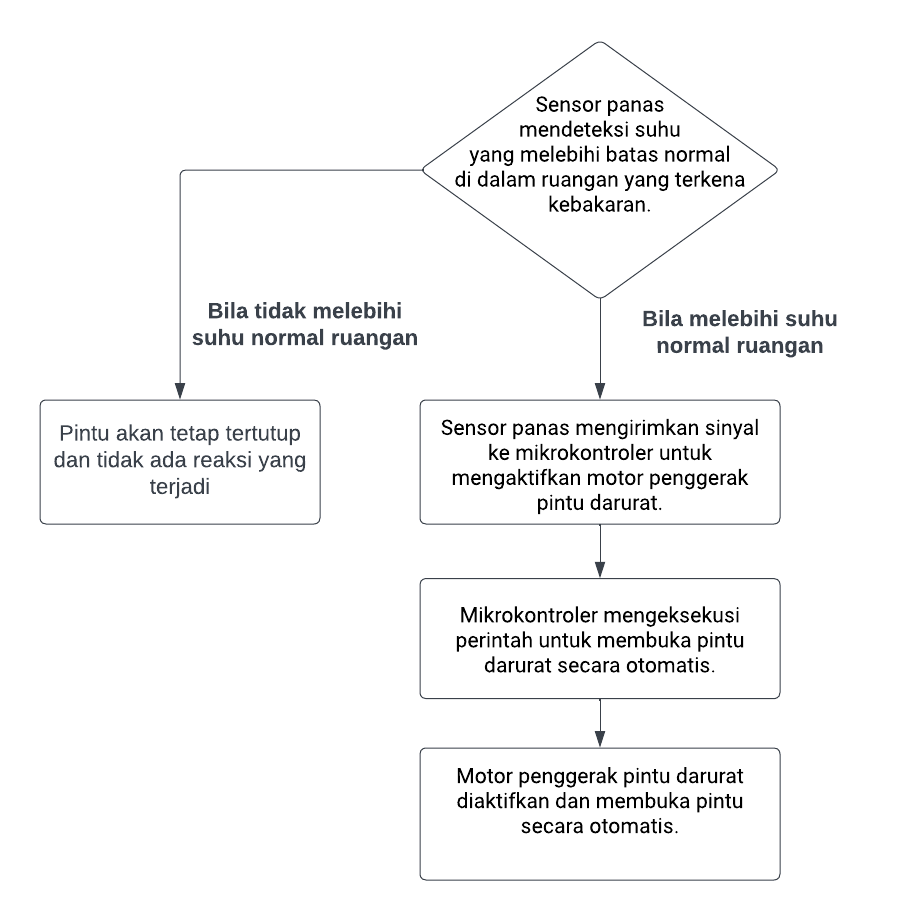 Sensor panas
mendeteksi suhu
yang melebihi batas normal
di dalam ruangan yang terkena
kebakaran.
Bila tidak melebihi
suhu normal ruangan
Bila melebihi suhu
normal ruangan
Pintu akan tetap tertutup
dan tidak ada reaksi yang
terjadi
Sensor panas mengirimkan sinyal
ke mikrokontroler untuk
mengaktifkan motor penggerak
pintu darurat.
Mikrokontroler mengeksekusi
perintah untuk membuka pintu
darurat secara otomatis.
Motor penggerak pintu darurat
diaktifkan dan membuka pintu
secara otomatis.